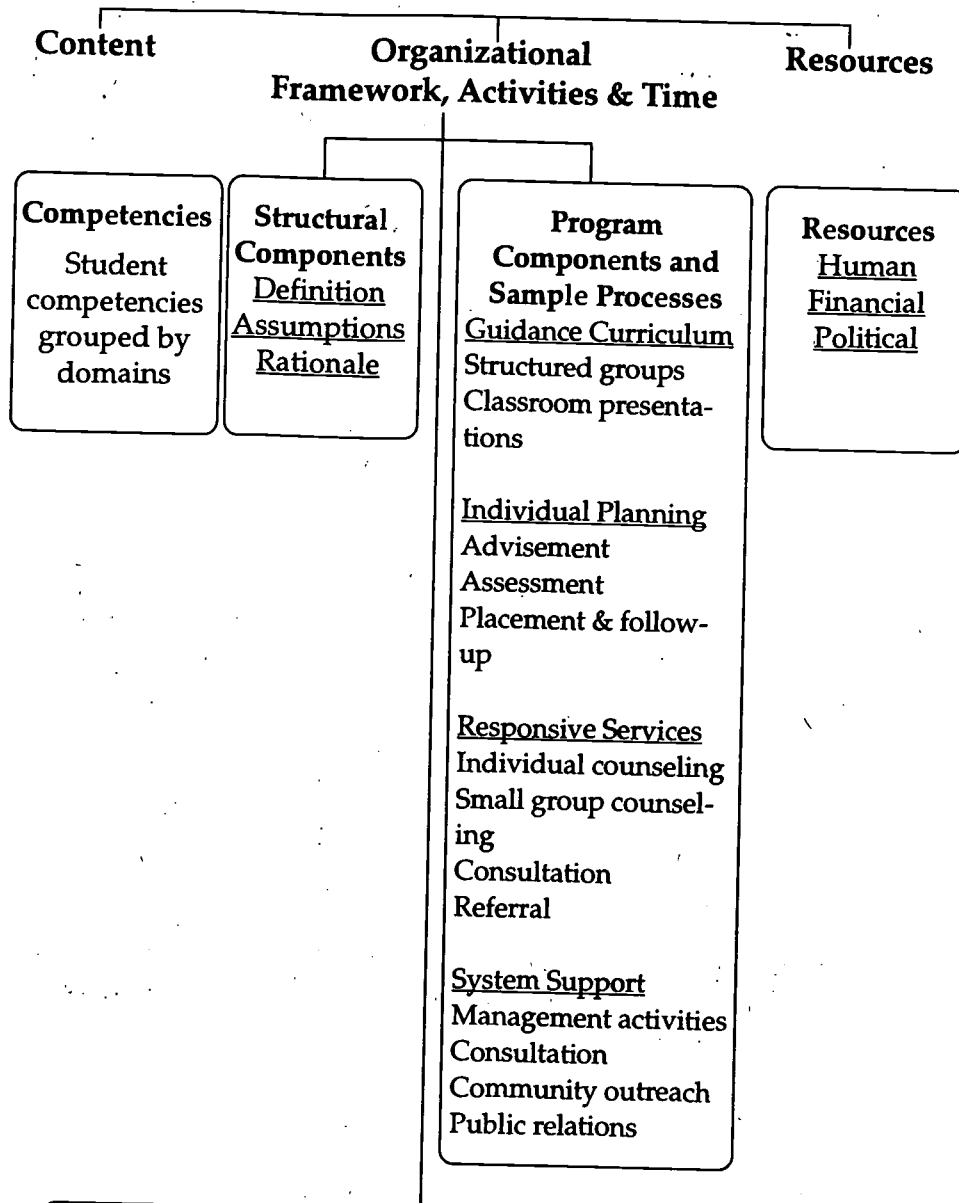 Content
Organizational
Framework, Activities & Time
Resources
Competencies
Student
competencies
grouped by
domains
Structural
Components
Definition
Assumptions
Rationale
Program
Components and
Sample Processes
Guidance Curriculum
Structured groups
Classroom presenta-
tions
Individual Planning
Advisement
Assessment
Placement & follow-
up
Responsive Services
Individual counseling
Small group counsel-
ing
Consultation
Referral
System Support
Management activities
Consultation
Community outreach
Public relations
Resources
Human
Financial
Political